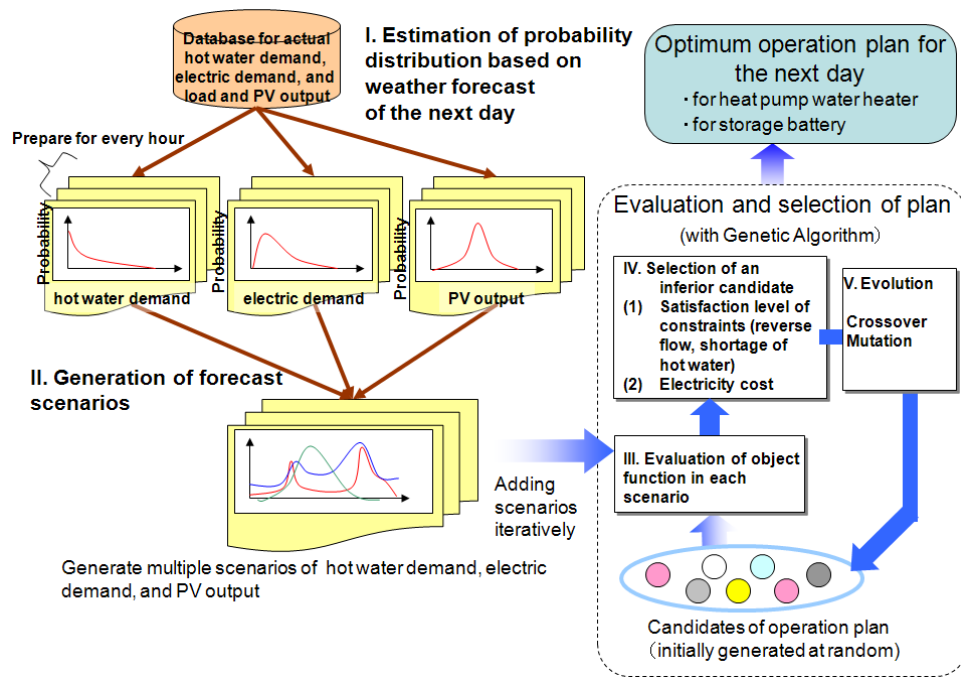 Database for actual
hot water demand,
electric demand, and
load and PV output
I. Estimation of probability
distribution based on
weather forecast
of the next day
Prepare for every hour
Probability
hot water demand
Probability
electric demand
Probability
PV output
II. Generation of forecast
scenarios
Generate multiple scenarios of hot water demand, electric
demand, and PV output
Adding
scenarios
iteratively
Optimum operation plan for
the next day
・for heat pump water heater
・for storage battery
Evaluation and selection of plan
(with Genetic Algorithm)
IV. Selection of an
inferior candidate
(1) Satisfaction level of
constraints (reverse
flow, shortage of
hot water)
(2) Electricity cost
V. Evolution
Crossover
Mutation
III. Evaluation of object
function in each
scenario
Candidates of operation plan
(initially generated at random)